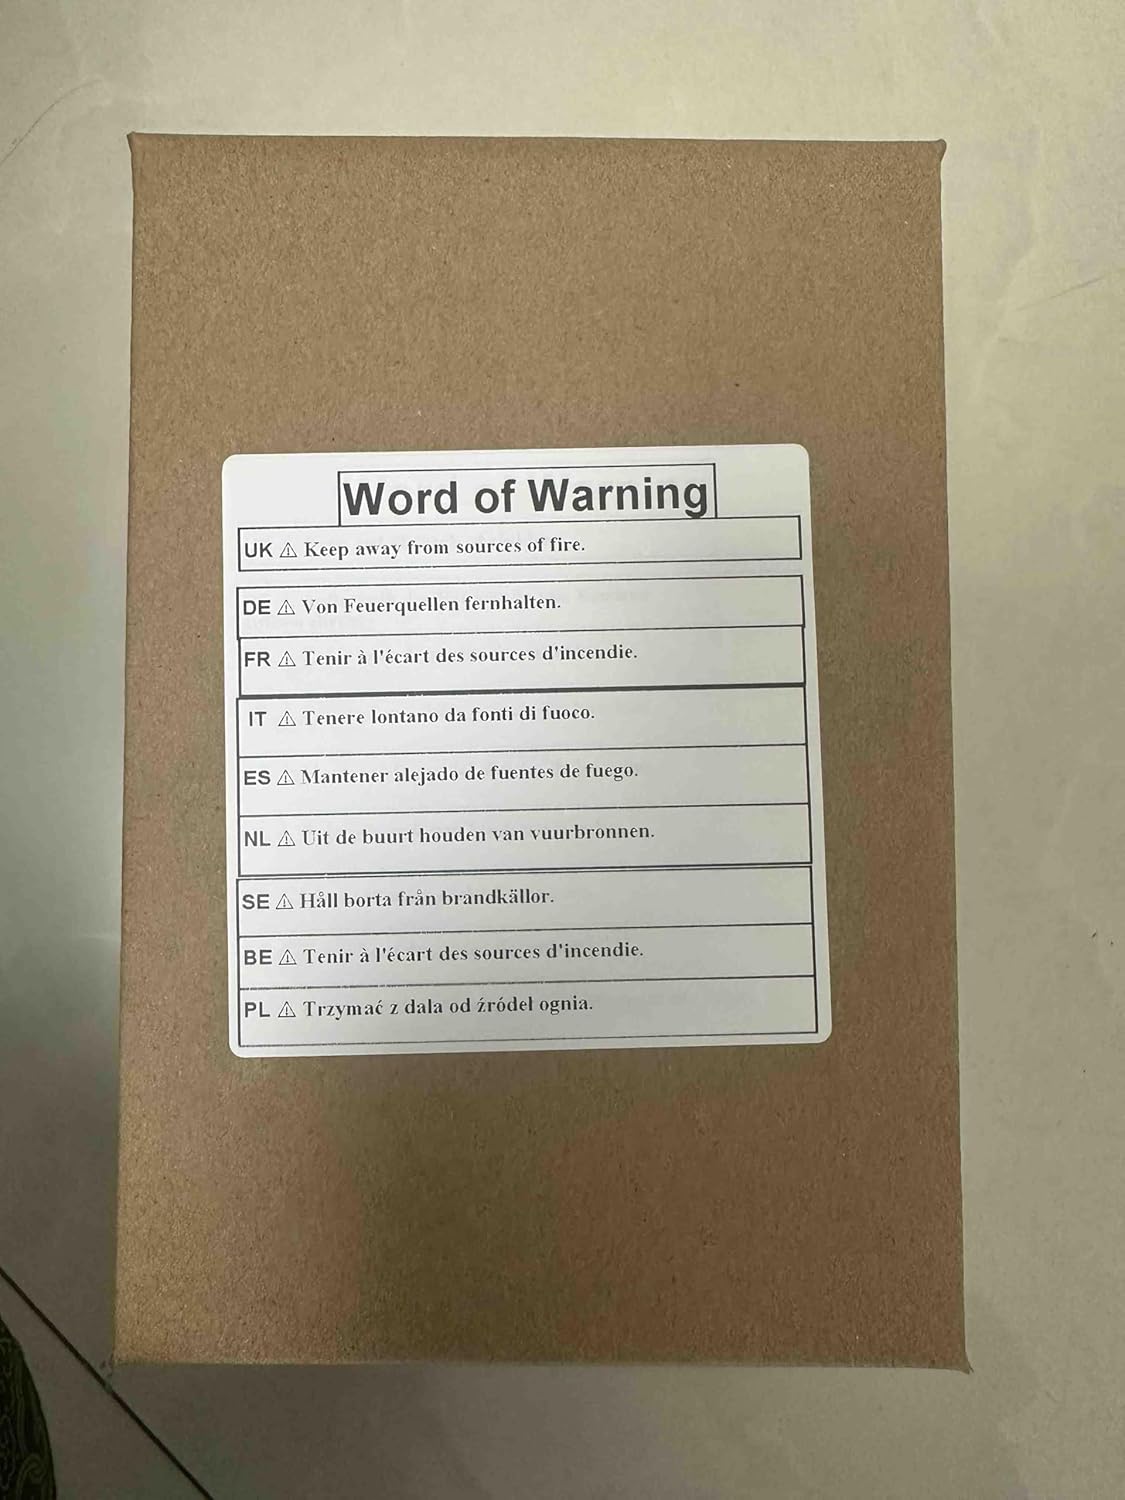 Word of Warning
UK ⚠ Keep away from sources of fire.
DE ⚠ Von Feuerquellen fernhalten.
FR ⚠ Tenir à l'écart des sources d'incendie.
IT ⚠ Tenere lontano da fonti di fuoco.
ES ⚠ Mantener alejado de fuentes de fuego.
NL ⚠ Uit de buurt houden van vuurbronnen.
SE ⚠ Håll borta från brandkällor.
BE ⚠ Tenir à l'écart des sources d'incendie.
PL ⚠ Trzymać z dala od źródeł ognia.